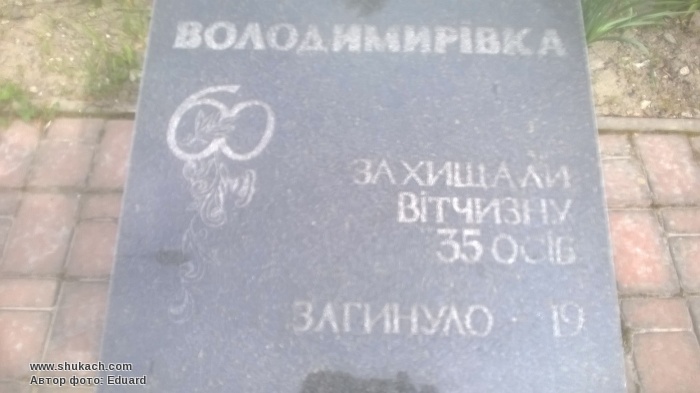 ВОЛОДИМИРІВКА
60
ЗАХИЩАЛИ
ВІТЧИЗНУ
35 ОСІБ
ЗАГИНУЛО 19
www.shukach.com
Автор фото: Eduard